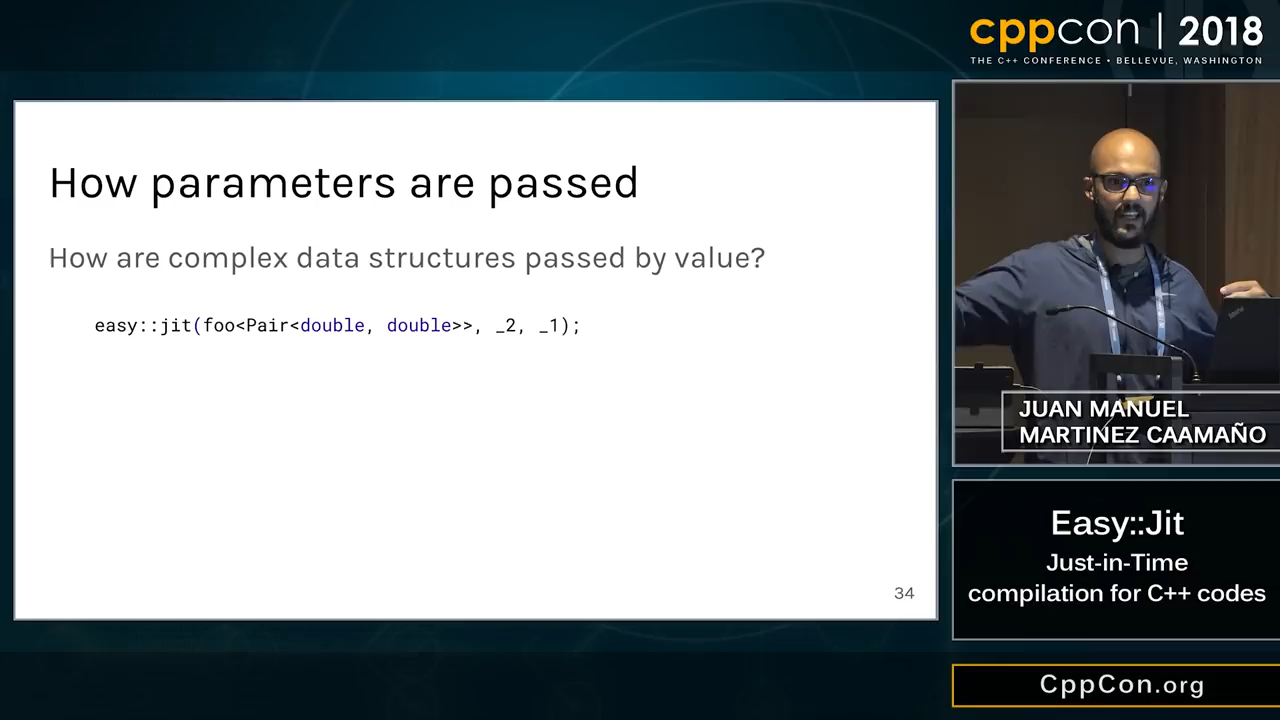 cppcon | 2018
THE C++ CONFERENCE • BELLEVUE, WASHINGTON
How parameters are passed
How are complex data structures passed by value?
easy::jit(foo<Pair<double, double>>, _2, _1);
34
JUAN MANUEL
MARTINEZ CAAMAÑO
Easy::Jit
Just-in-Time
compilation for C++ codes
CppCon.org